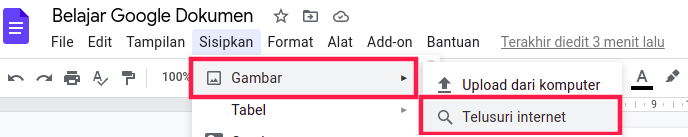 Belajar Google Dokumen
File Edit Tampilan Sisipkan Format Alat Add-on Bantuan Terakhir diedit 3 menit lalu
100%
Gambar
Upload dari komputer
A
Tabel
Telusuri internet
9